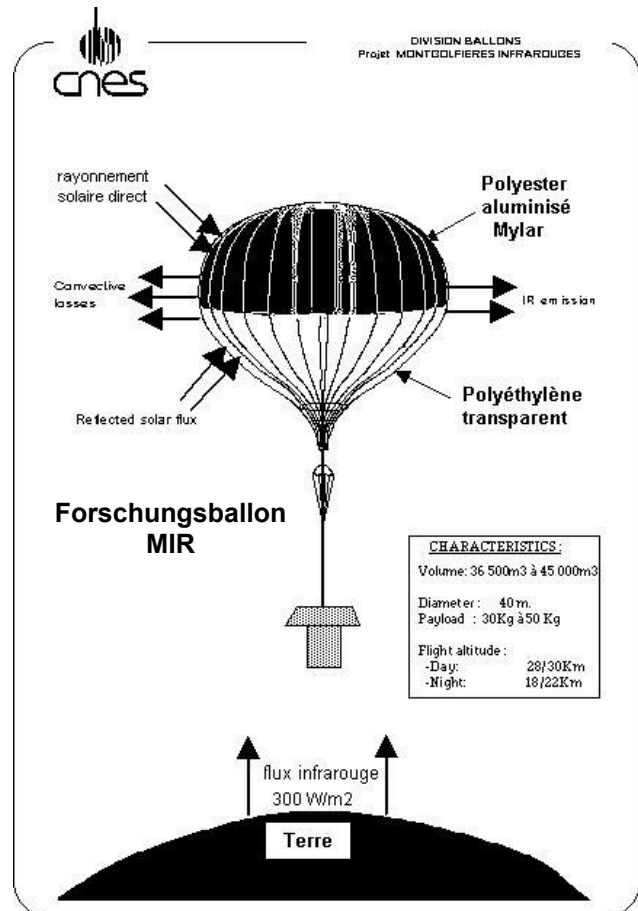 cnes
DIVISION BALLONS
Projet MONTGOLFIERES INFRAROUGES
rayonnement
solaire direct
Polyester
aluminisé
Mylar
Convective
losses
IR emission
Reflected solar flux
Polyéthylène
transparent
Forschungsballon
MIR
CHARACTERISTICS:
Volume: 36 500m3 à 45 000m3
Diameter : 40 m.
Payload : 30Kg à 50 Kg
Flight altitude :
-Day: 28/30Km
-Night: 18/22Km
flux infrarouge
300 W/m2
Terre